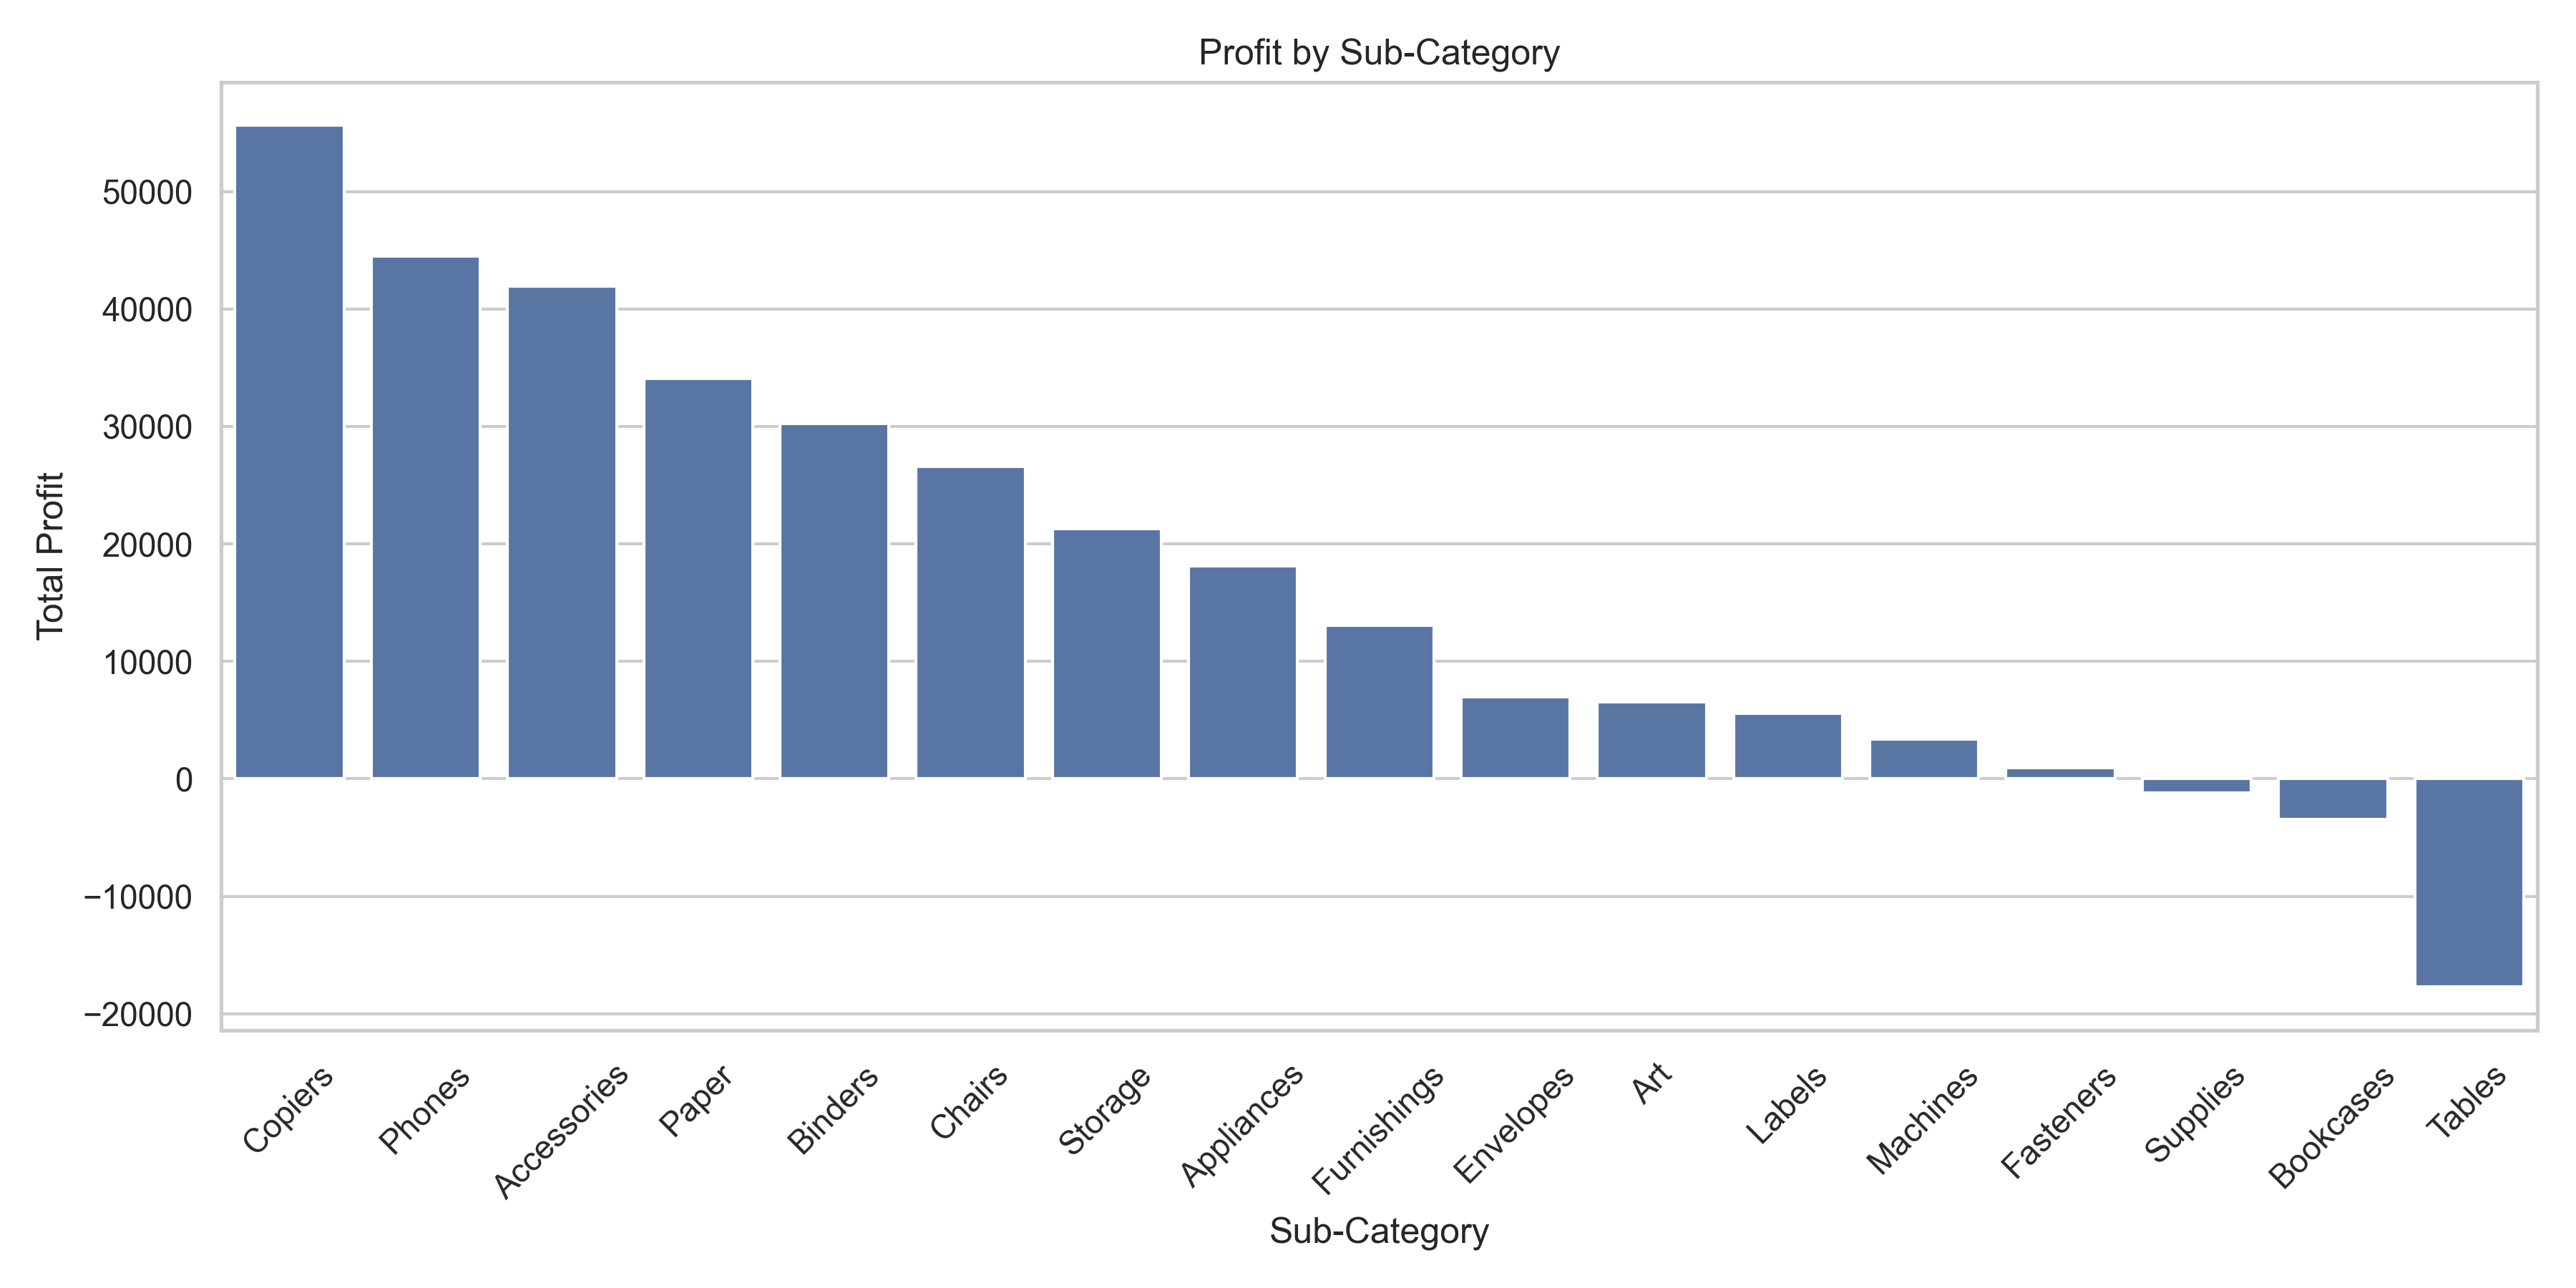 Profit by Sub-Category
Total Profit
50000
40000
30000
20000
10000
0
−10000
−20000
Copiers
Phones
Accessories
Paper
Binders
Chairs
Storage
Appliances
Furnishings
Envelopes
Art
Labels
Machines
Fasteners
Supplies
Bookcases
Tables
Sub-Category